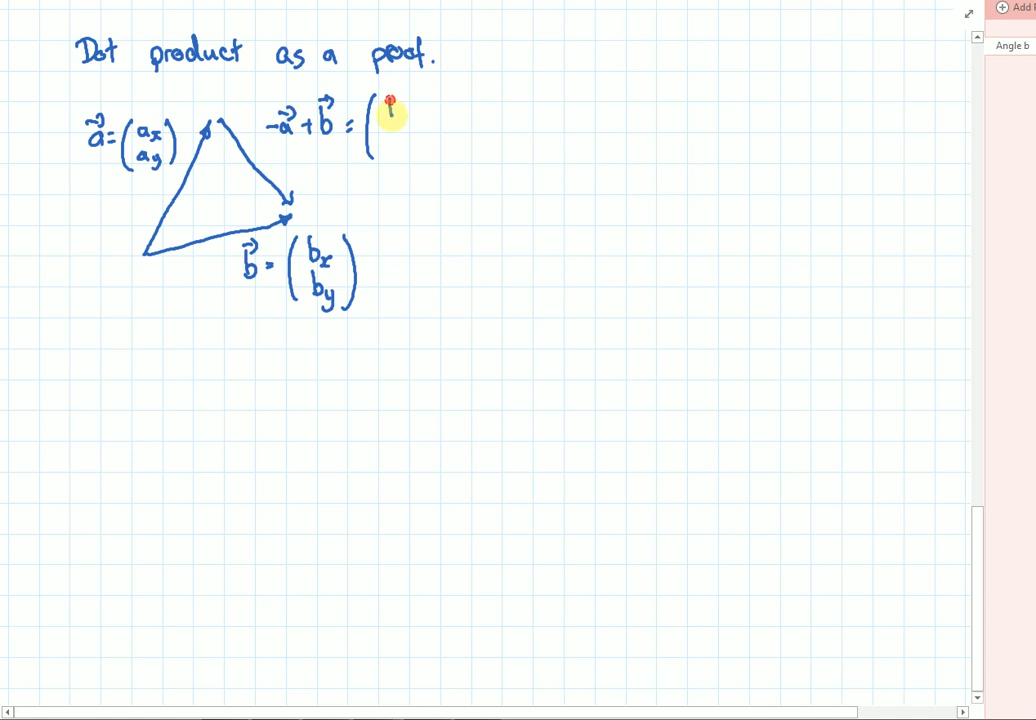 Dot product as a proof.
a⃗ = (ax ay)
-a⃗ + b⃗ = (
b⃗ = (bx by)
Add
Angle b